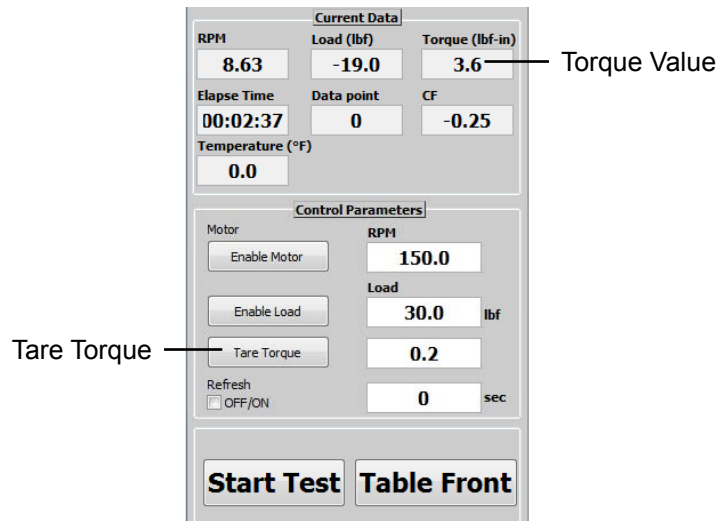 Current Data
RPM Load (lbf) Torque (lbf-in)
8.63 -19.0 3.6 Torque Value
Elapse Time Data point CF
00:02:37 0 -0.25
Temperature (°F)
0.0
Control Parameters
Motor RPM
Enable Motor 150.0
Load
Enable Load 30.0 lbf
Tare Torque Tare Torque 0.2
Refresh
OFF/ON 0 sec
Start Test Table Front